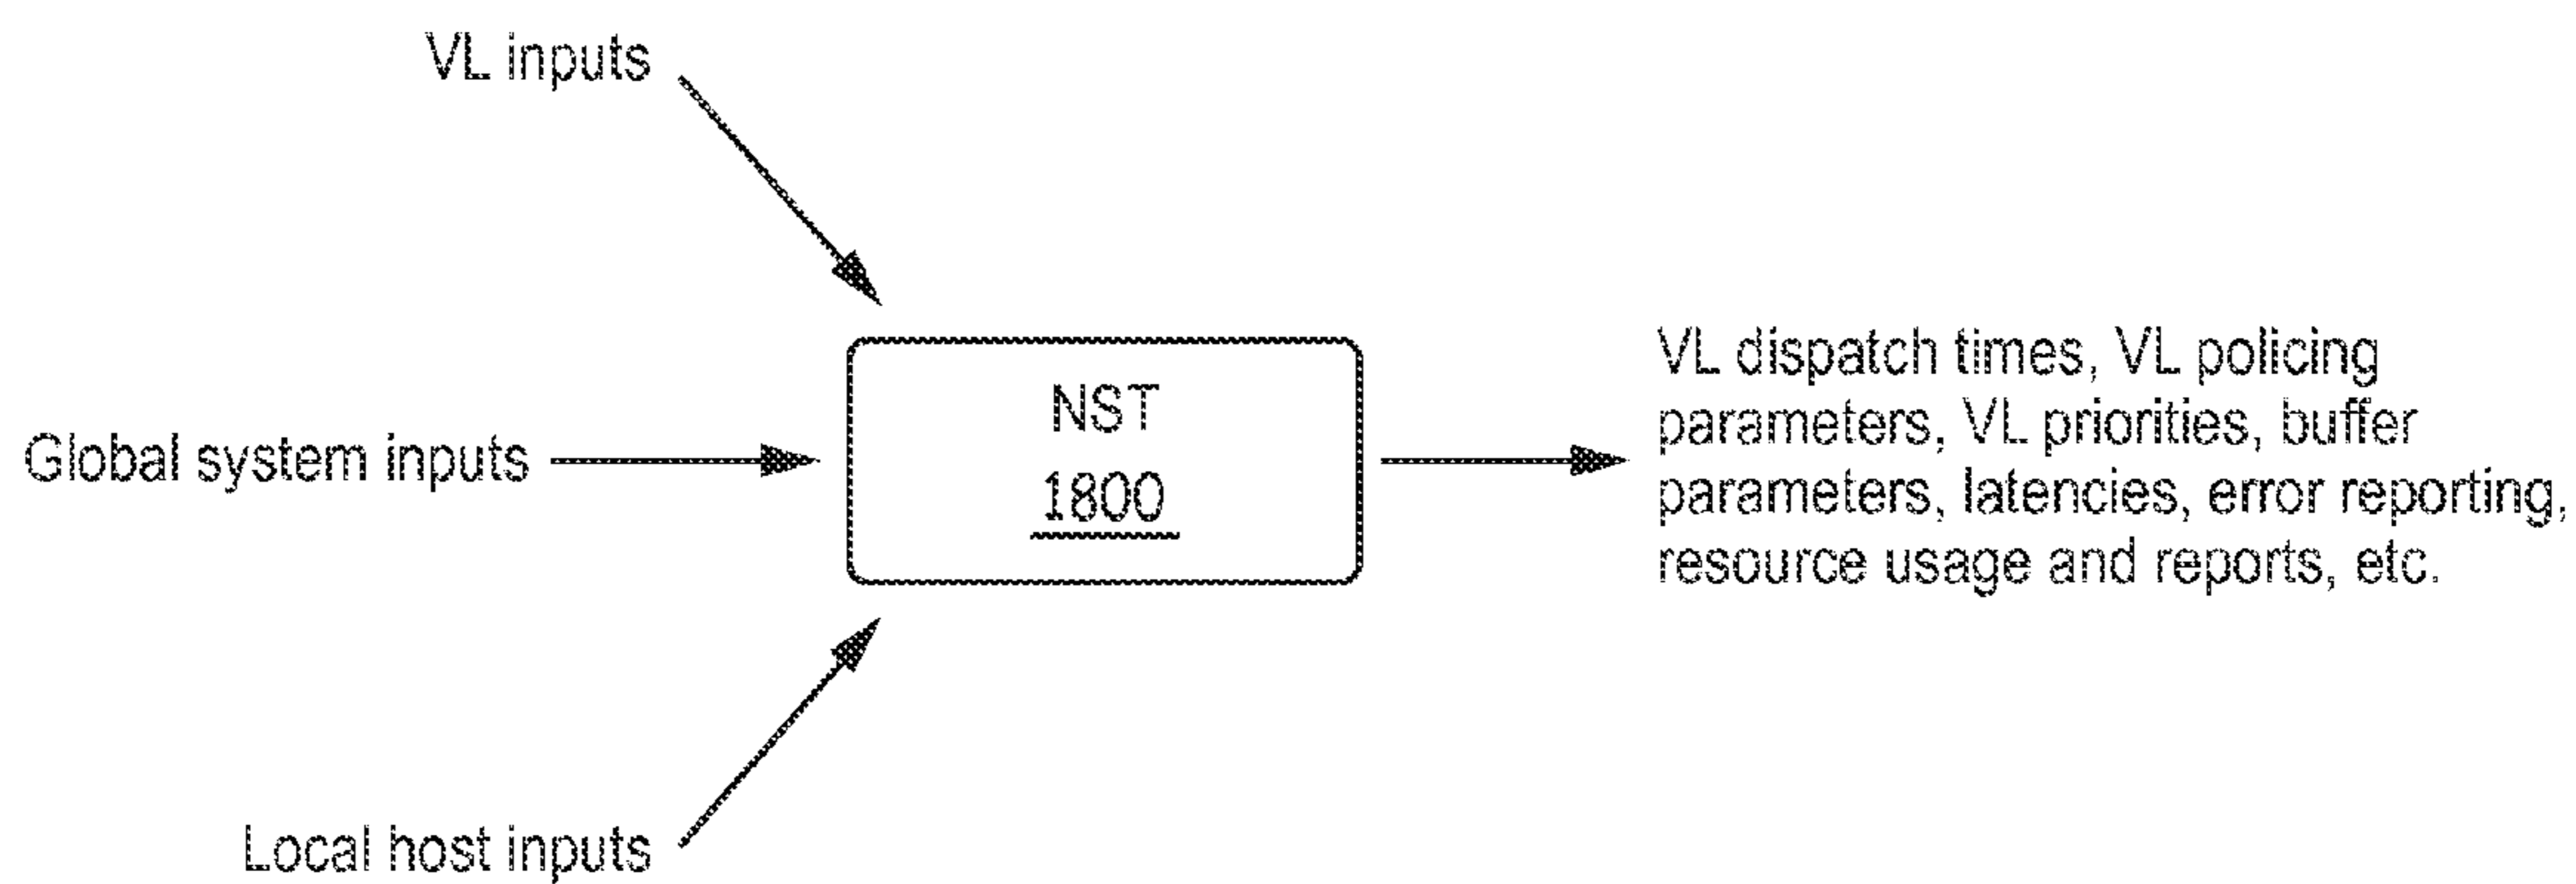 VL inputs
Global system inputs
Local host inputs
NST
1800
VL dispatch times, VL policing
parameters, VL priorities, buffer
parameters, latencies, error reporting,
resource usage and reports, etc.